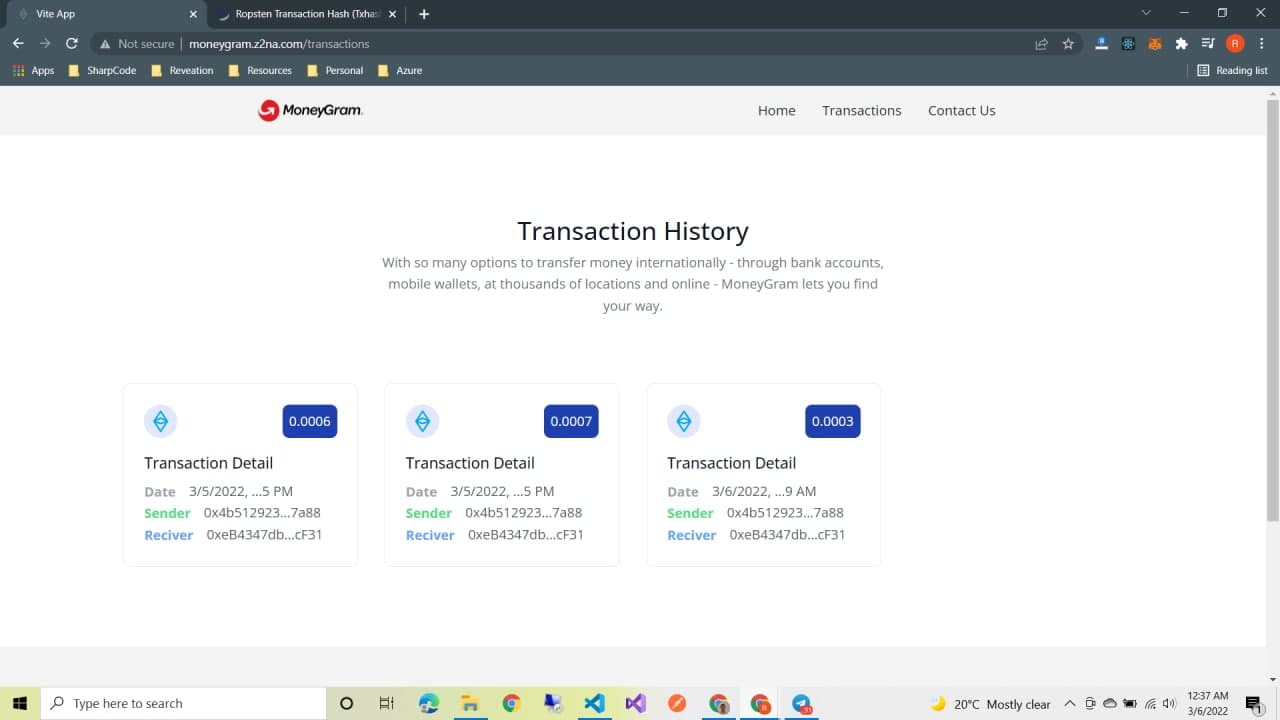 Vite App
Ropsten Transaction Hash (Txhas
Not secure
moneygram.z2na.com/transactions
Apps
SharpCode
Reveation
Resources
Personal
Azure
Reading list
MoneyGram.
Home
Transactions
Contact Us
Transaction History
With so many options to transfer money internationally - through bank accounts,
mobile wallets, at thousands of locations and online - MoneyGram lets you find
your way.
0.0006
Transaction Detail
Date 3/5/2022, ...5 PM
Sender 0x4b512923...7a88
Reciver 0xeB4347db...cF31
0.0007
Transaction Detail
Date 3/5/2022, ...5 PM
Sender 0x4b512923...7a88
Reciver 0xeB4347db...cF31
0.0003
Transaction Detail
Date 3/6/2022, ...9 AM
Sender 0x4b512923...7a88
Reciver 0xeB4347db...cF31
Type here to search
20°C Mostly clear
12:37 AM
3/6/2022